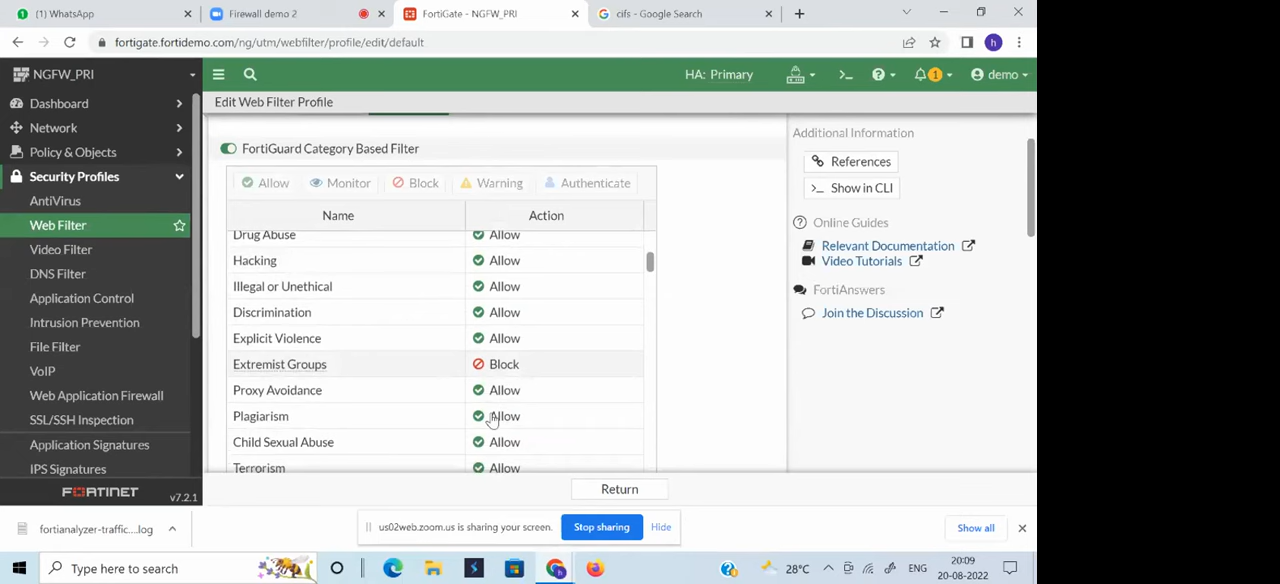 (1) WhatsApp
Firewall demo 2
FortiGate - NGFW_PRI
cifs - Google Search
fortigate.fortidemo.com/ng/utm/webfilter/profile/edit/default
h
NGFW_PRI
HA: Primary
1
demo
Dashboard
Network
Policy & Objects
Security Profiles
AntiVirus
Web Filter
Video Filter
DNS Filter
Application Control
Intrusion Prevention
File Filter
VoIP
Web Application Firewall
SSL/SSH Inspection
Application Signatures
IPS Signatures
FORTINET v7.2.1
Edit Web Filter Profile
FortiGuard Category Based Filter
Allow Monitor Block Warning Authenticate
Name Action
Drug Abuse Allow
Hacking Allow
Illegal or Unethical Allow
Discrimination Allow
Explicit Violence Allow
Extremist Groups Block
Proxy Avoidance Allow
Plagiarism Allow
Child Sexual Abuse Allow
Terrorism Allow
Return
Additional Information
References
Show in CLI
Online Guides
Relevant Documentation
Video Tutorials
FortiAnswers
Join the Discussion
fortianalyzer-traffic....log
us02web.zoom.us is sharing your screen. Stop sharing Hide
Show all
Type here to search
28°C
ENG
20:09
20-08-2022